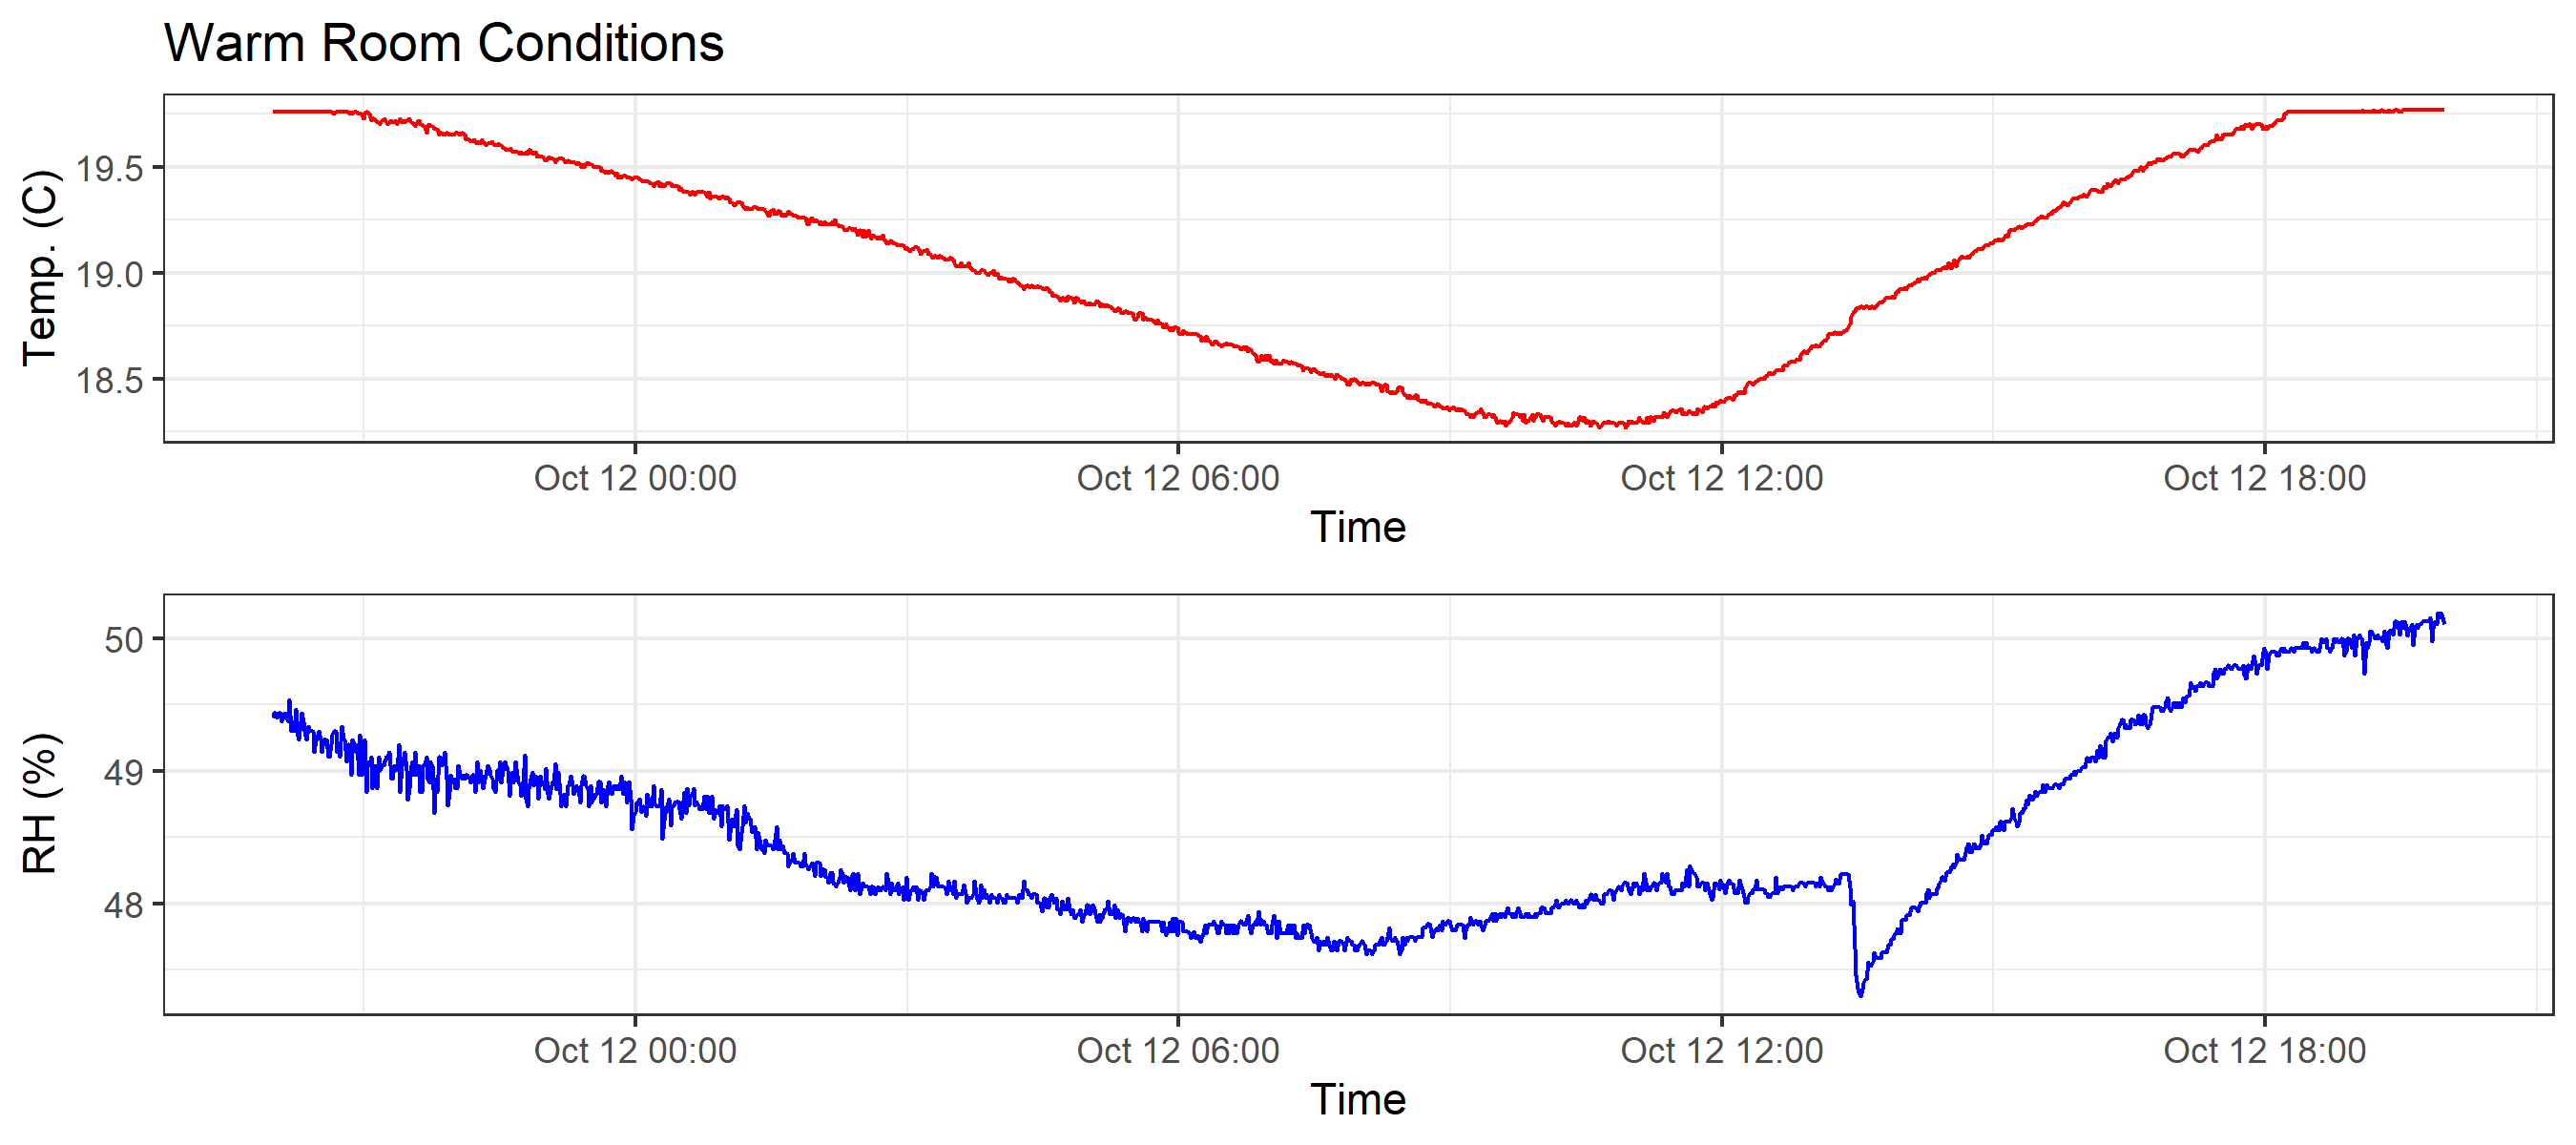 Warm Room Conditions
Temp. (C)
19.5
19.0
18.5
Oct 12 00:00 Oct 12 06:00 Oct 12 12:00 Oct 12 18:00
Time
RH (%)
50
49
48
Oct 12 00:00 Oct 12 06:00 Oct 12 12:00 Oct 12 18:00
Time